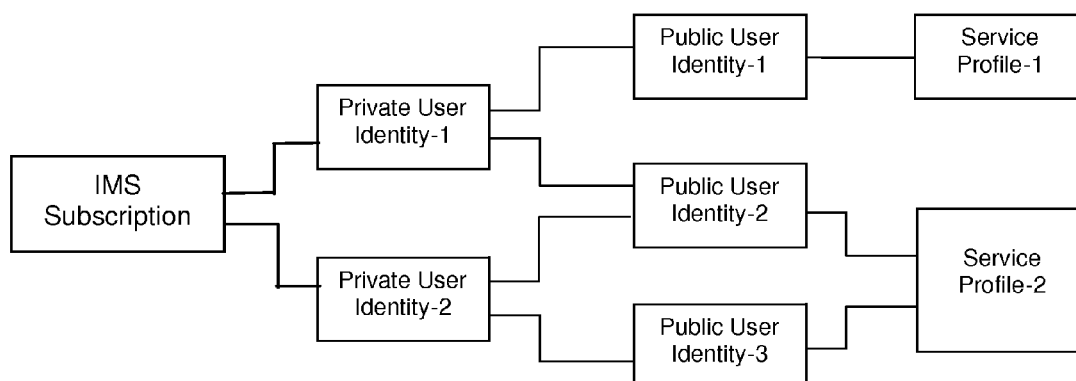 IMS
Subscription
Private User
Identity-1
Private User
Identity-2
Public User
Identity-1
Public User
Identity-2
Public User
Identity-3
Service
Profile-1
Service
Profile-2